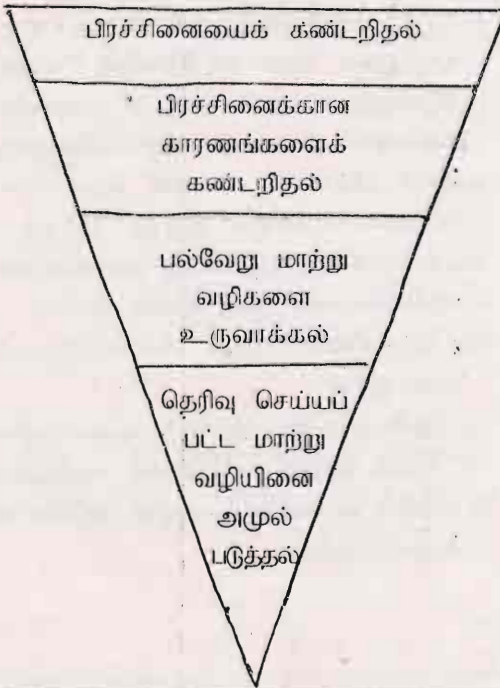 பிரச்சினையைக் கண்டறிதல்
பிரச்சினைக்கான
காரணங்களைக்
கண்டறிதல்
பல்வேறு மாற்று
வழிகளை
உருவாக்கல்
தெரிவு செய்யப்
பட்ட மாற்று
வழியினை
அமுல்
படுத்தல்